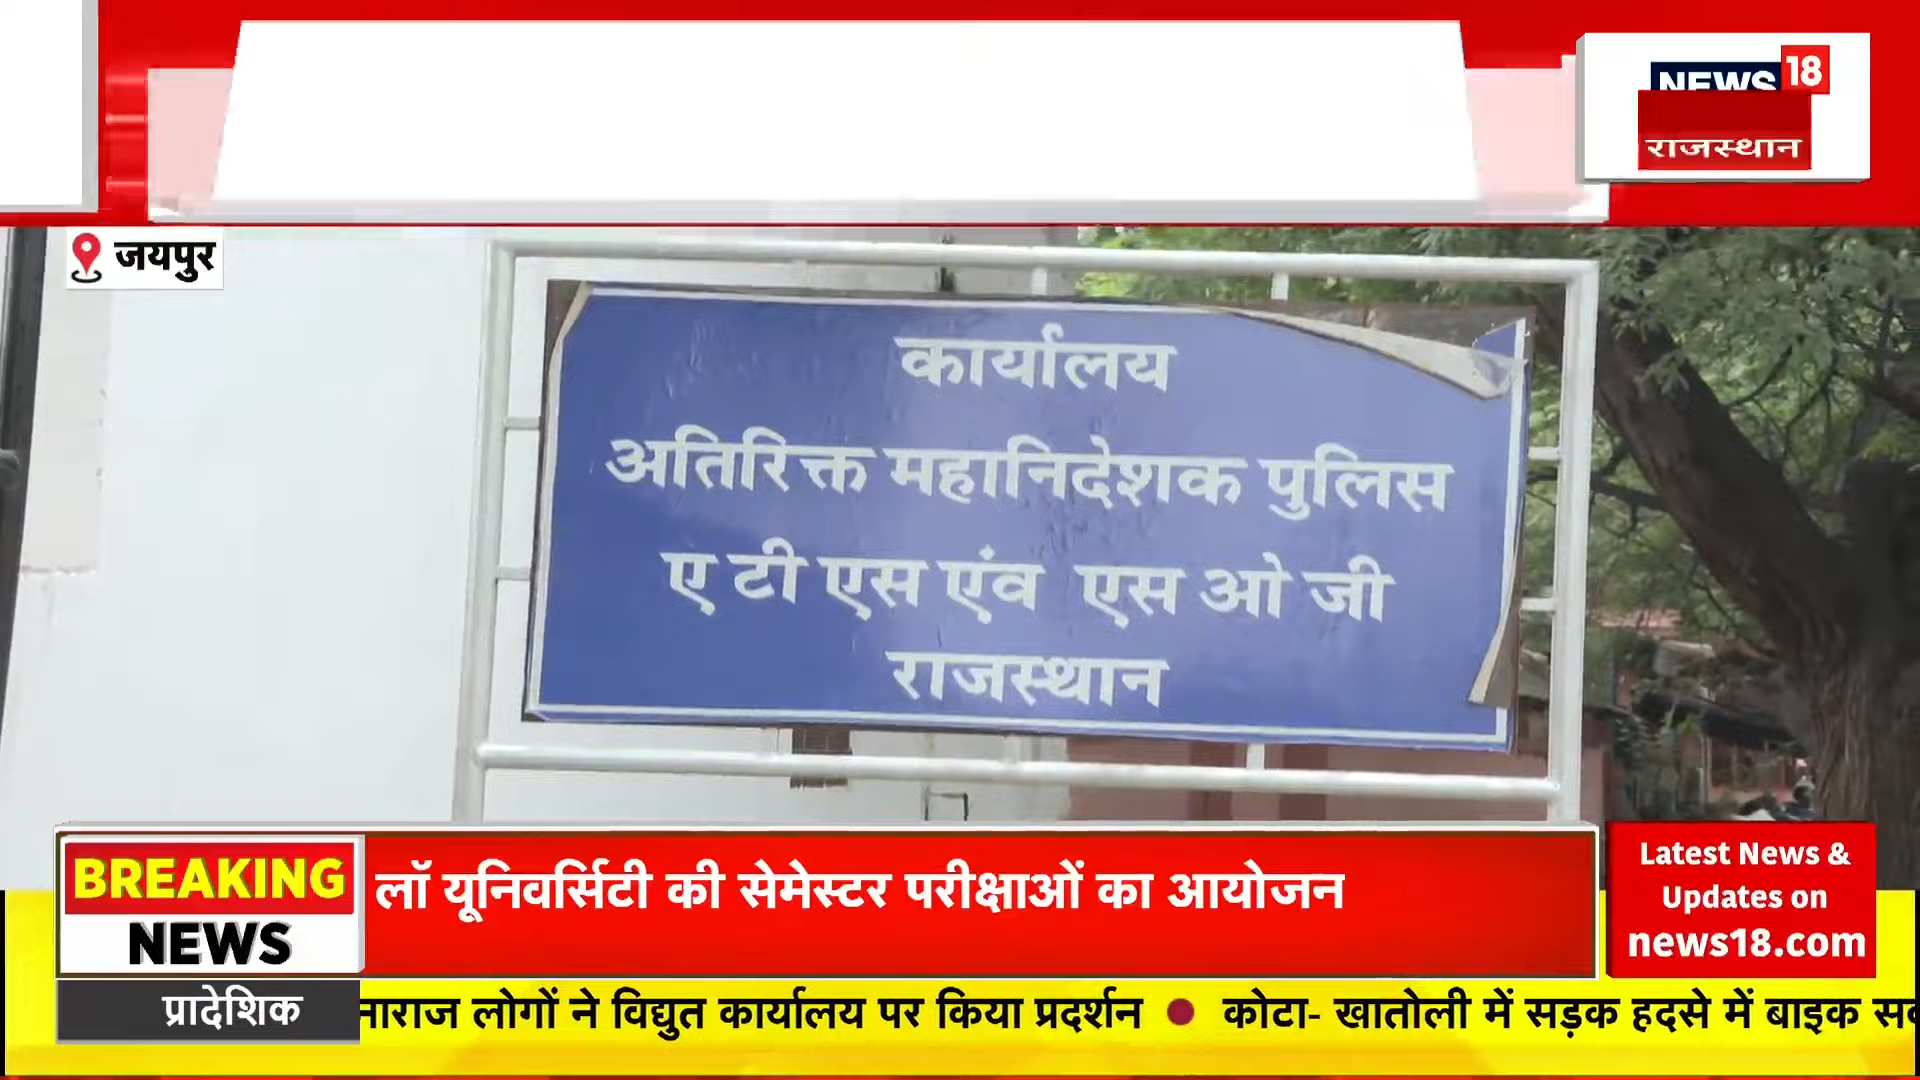 NEWS 18
राजस्थान
जयपुर
कार्यालय
अतिरिक्त महानिदेशक पुलिस
ए टी एस एंव एस ओ जी
राजस्थान
BREAKING
NEWS
लॉ यूनिवर्सिटी की सेमेस्टर परीक्षाओं का आयोजन
Latest News &
Updates on
news18.com
प्रादेशिक
नाराज लोगों ने विद्युत कार्यालय पर किया प्रदर्शन ● कोटा- खातोली में सड़क हदसे में बाइक